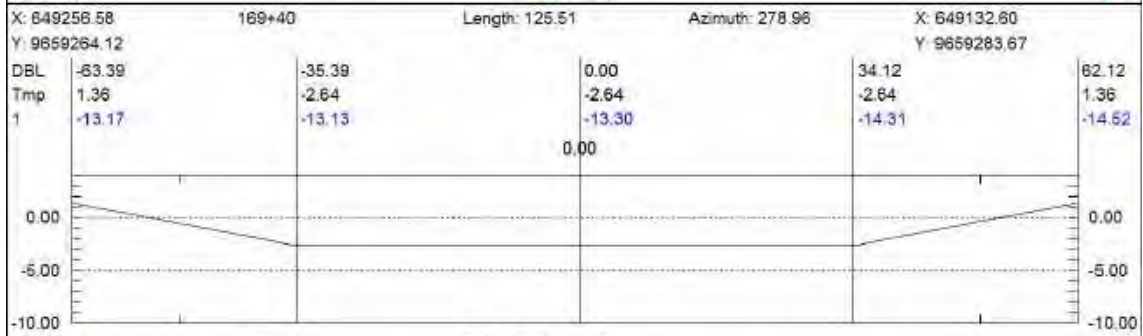 X: 649256.58 169+40 Length: 125.51 Azimuth: 278.96 X: 649132.60
Y: 9659264.12 Y: 9659283.67
DBL -63.39 -35.39 0.00 34.12 62.12
Tmp 1.36 -2.64 -2.64 -2.64 1.36
1 -13.17 -13.13 -13.30 -14.31 -14.52
0.00
0.00 0.00
-5.00 -5.00
-10.00 -10.00